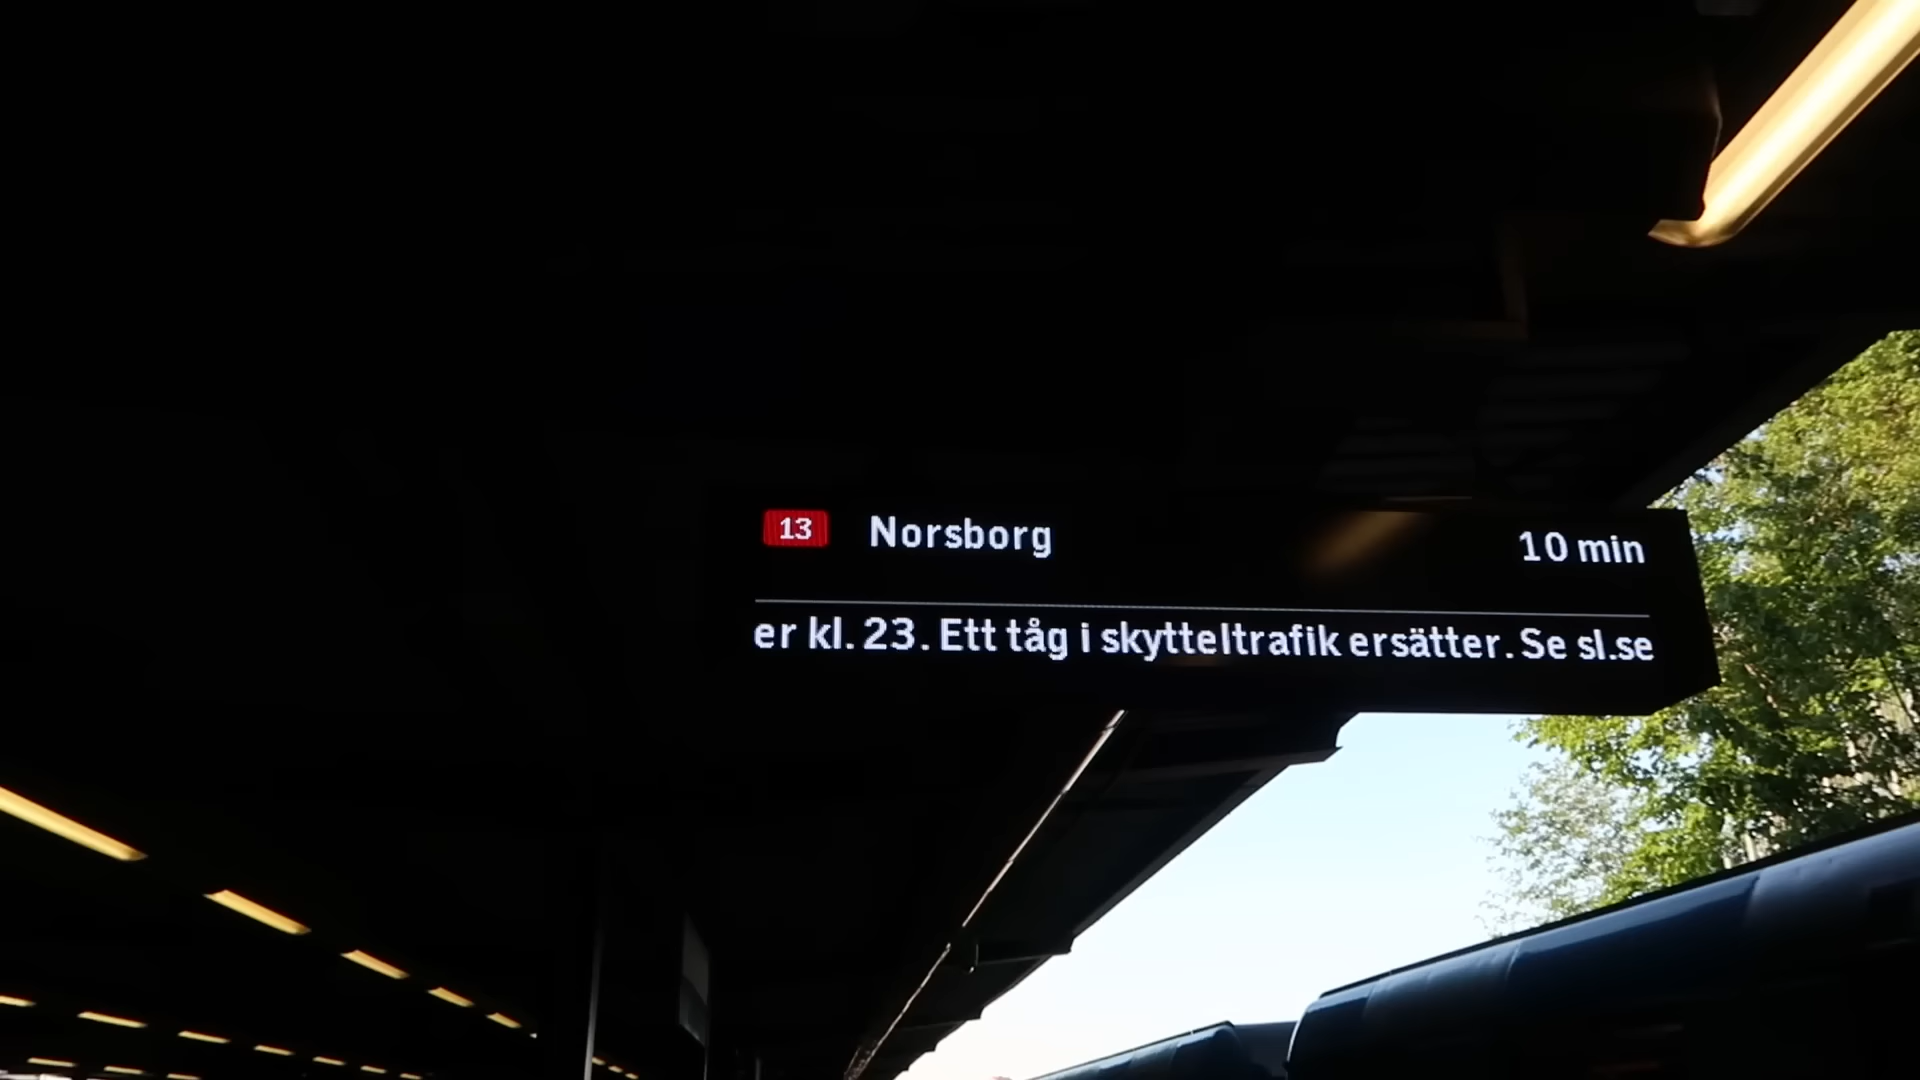 13 Norsborg 10 min
er kl. 23. Ett tåg i skytteltrafik ersätter. Se sl.se